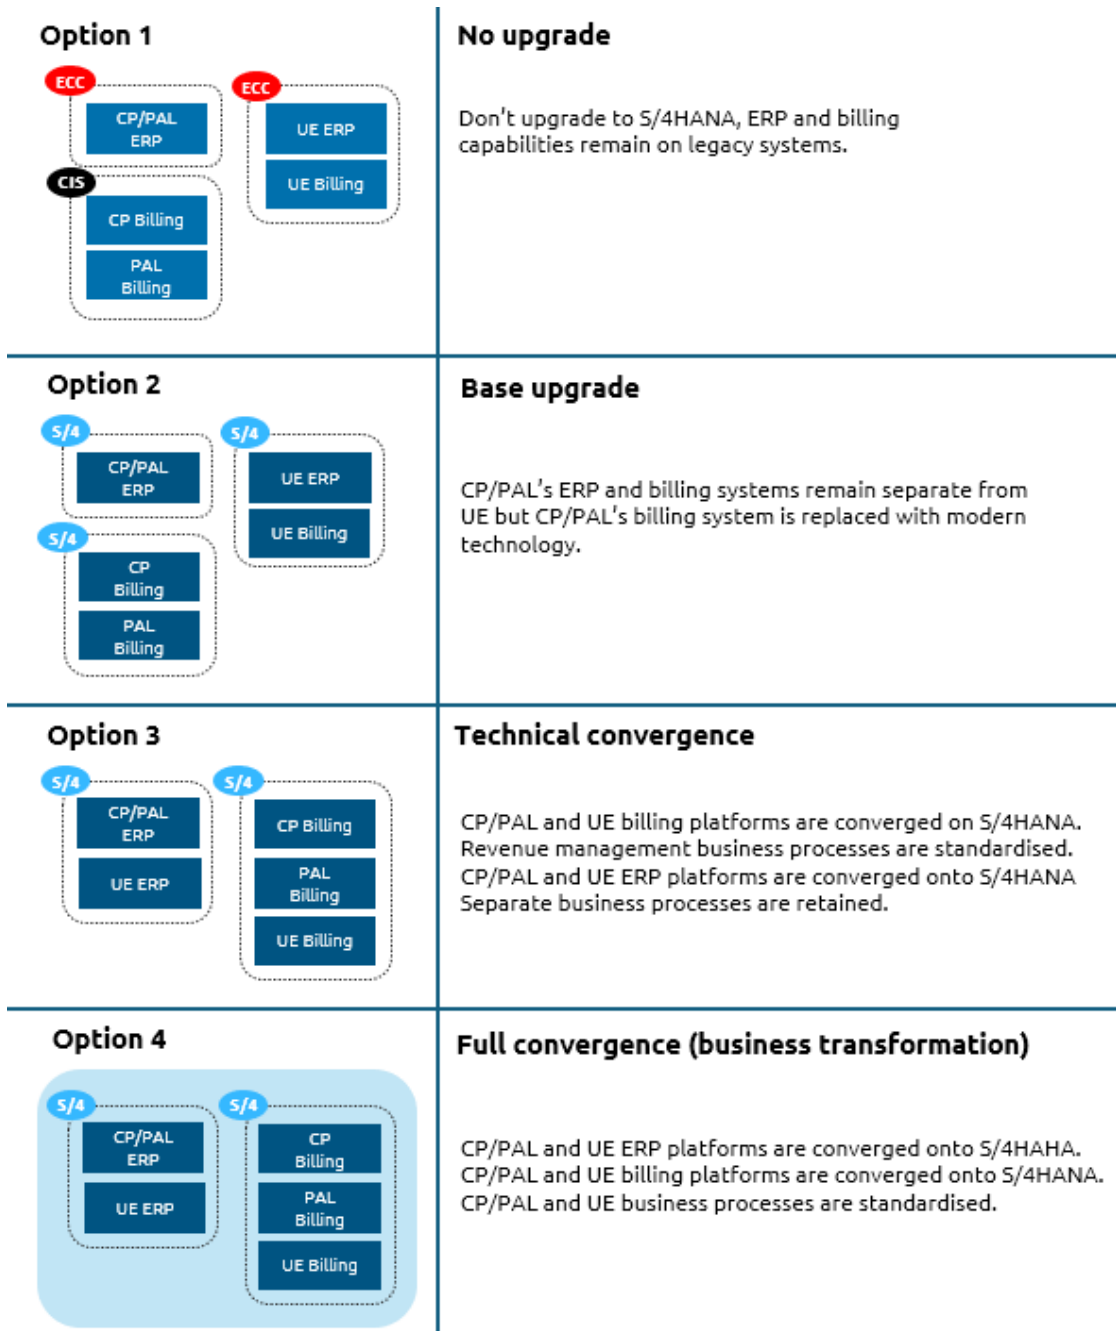 Option 1
ECC
CP/PAL
ERP
CIS
CP Billing
PAL
Billing
ECC
UE ERP
UE Billing
No upgrade
Don't upgrade to S/4HANA, ERP and billing
capabilities remain on legacy systems.
Option 2
S/4
CP/PAL
ERP
S/4
CP
Billing
PAL
Billing
S/4
UE ERP
UE Billing
Base upgrade
CP/PAL's ERP and billing systems remain separate from
UE but CP/PAL's billing system is replaced with modern
technology.
Option 3
S/4
CP/PAL
ERP
UE ERP
S/4
CP Billing
PAL
Billing
UE Billing
Technical convergence
CP/PAL and UE billing platforms are converged on S/4HANA.
Revenue management business processes are standardised.
CP/PAL and UE ERP platforms are converged onto S/4HANA
Separate business processes are retained.
Option 4
S/4
CP/PAL
ERP
UE ERP
S/4
CP
Billing
PAL
Billing
UE Billing
Full convergence (business transformation)
CP/PAL and UE ERP platforms are converged onto S/4HAHA.
CP/PAL and UE billing platforms are converged onto S/4HANA.
CP/PAL and UE business processes are standardised.